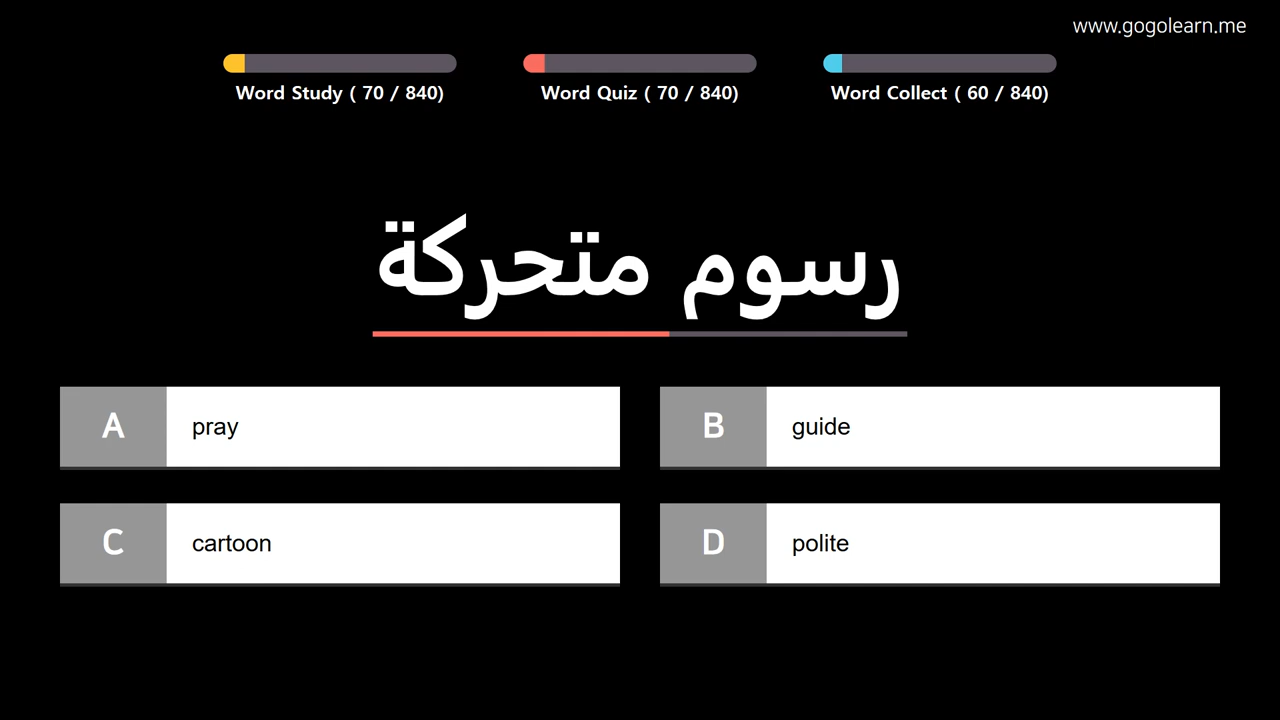 www.gogolearn.me
Word Study ( 70 / 840)
Word Quiz ( 70 / 840)
Word Collect ( 60 / 840)
رسوم متحركة
A pray
B guide
C cartoon
D polite